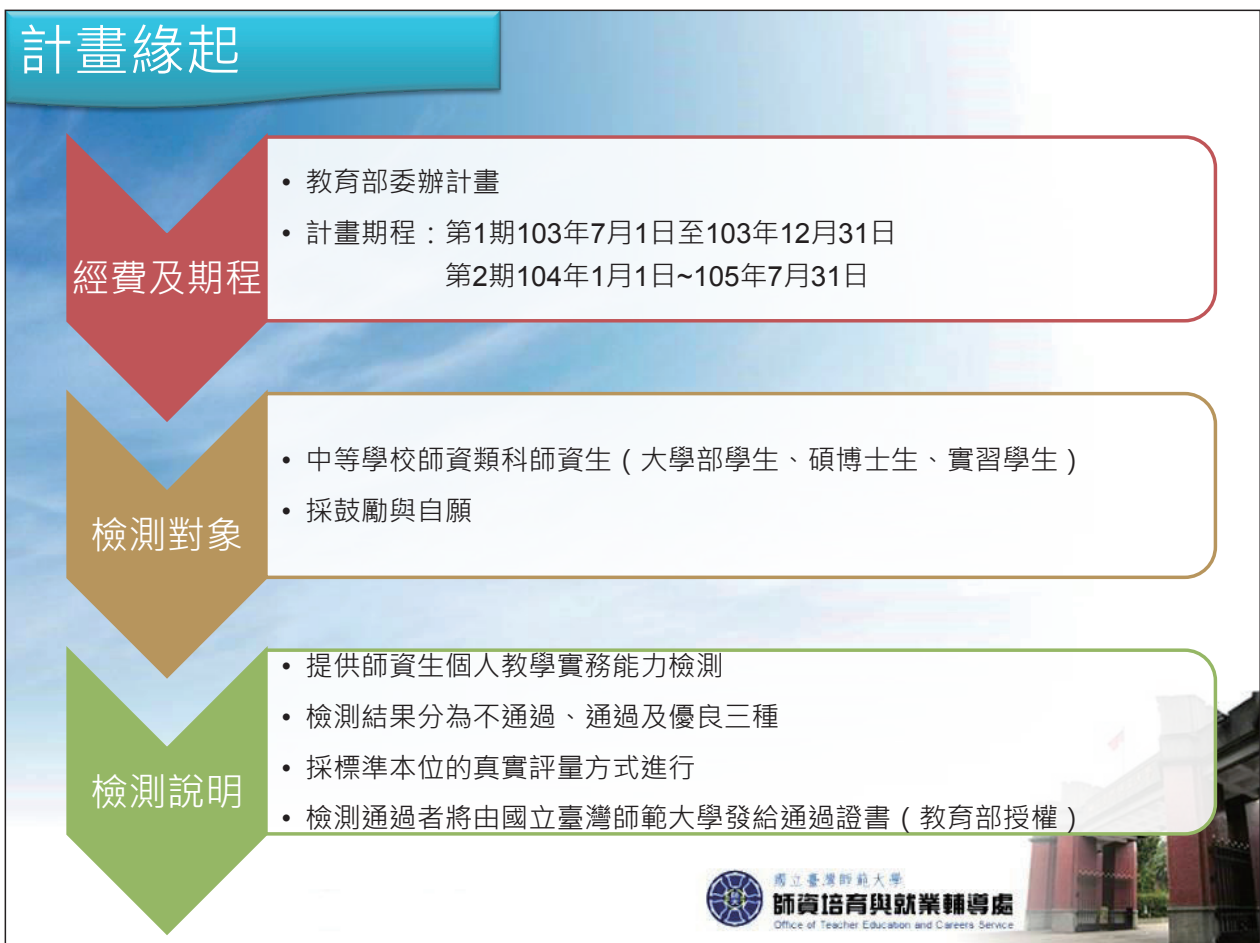 計畫緣起
經費及期程
• 教育部委辦計畫
• 計畫期程：第1期103年7月1日至103年12月31日
第2期104年1月1日~105年7月31日
檢測對象
• 中等學校師資類科師資生（大學部學生、碩博士生、實習學生）
• 採鼓勵與自願
檢測說明
• 提供師資生個人教學實務能力檢測
• 檢測結果分為不通過、通過及優良三種
• 採標準本位的真實評量方式進行
• 檢測通過者將由國立臺灣師範大學發給通過證書（教育部授權）
國立臺灣師範大學
師資培育與就業輔導處
Office of Teacher Education and Careers Service